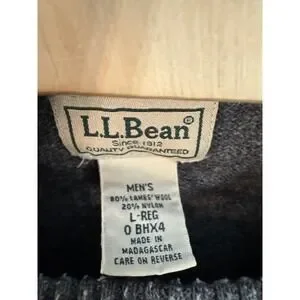 L.L.Bean®
Since 1912
QUALITY GUARANTEED
MEN'S
80% LAMBS' WOOL
20% NYLON
L-REG
0 BHX4
MADE IN
MADAGASCAR
CARE ON REVERSE